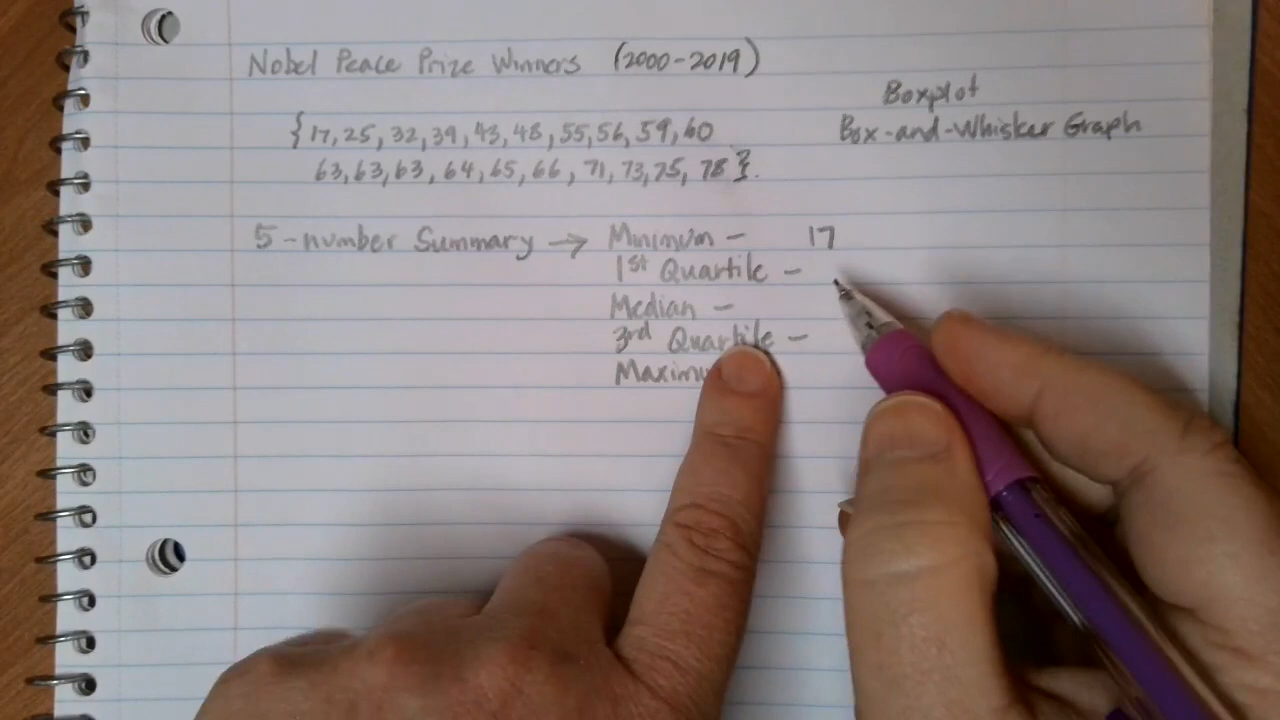 Nobel Peace Prize Winners (2000-2019)
Boxplot
Box-and-Whisker Graph
{17, 25, 32, 39, 43, 48, 55, 56, 59, 60
63, 63, 63, 64, 65, 66, 71, 73, 75, 78}.
5-number Summary → Minimum - 17
1st Quartile -
Median -
3rd Quartile -